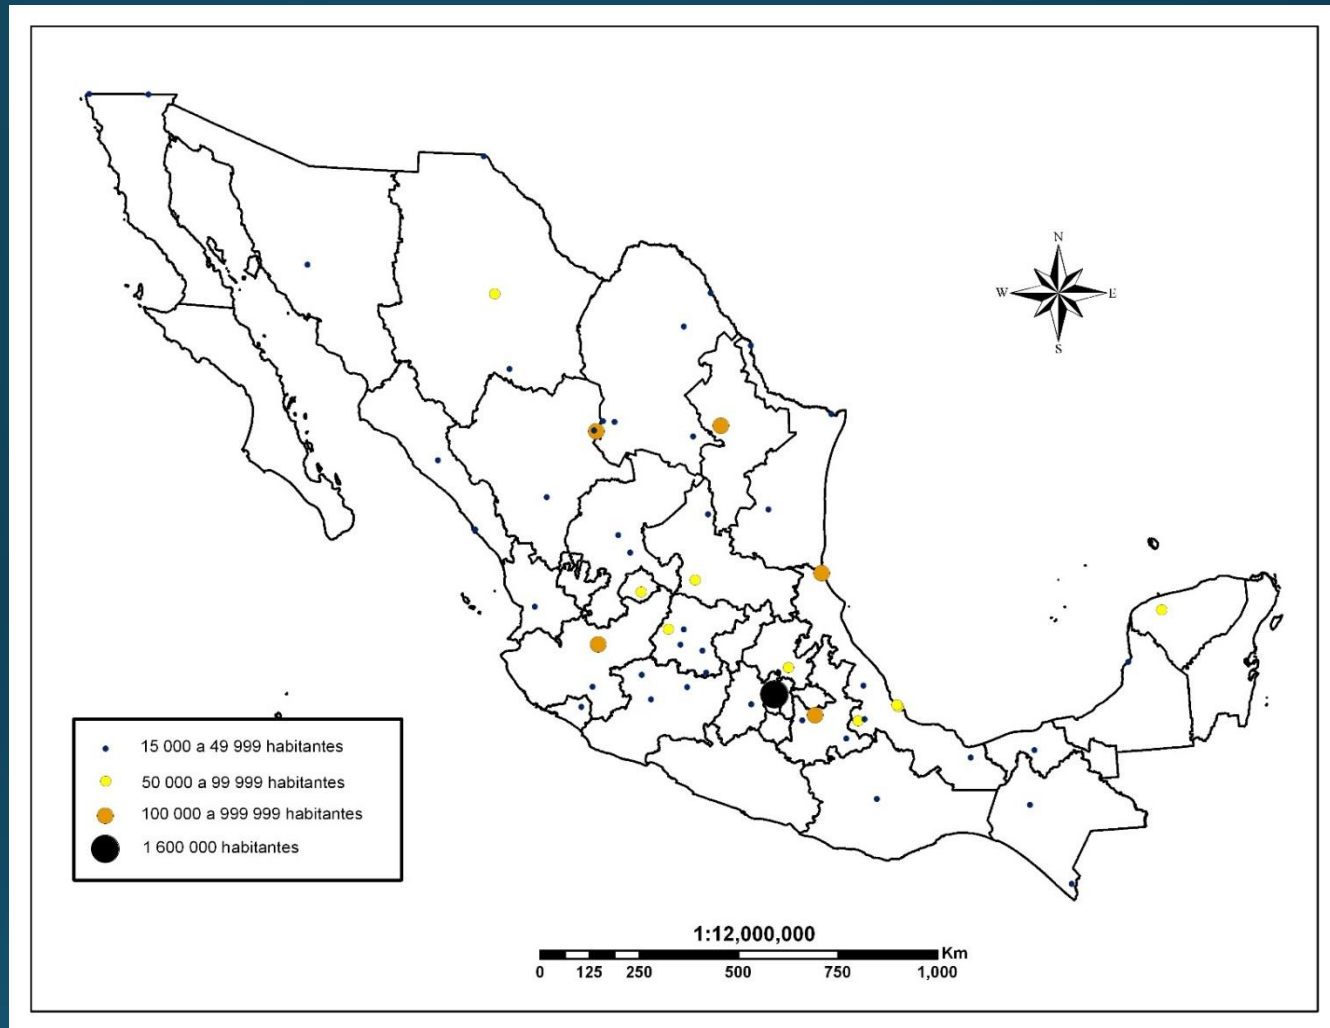 N
W E
S
15 000 a 49 999 habitantes
50 000 a 99 999 habitantes
100 000 a 999 999 habitantes
1 600 000 habitantes
1:12,000,000
Km
0 125 250 500 750 1,000